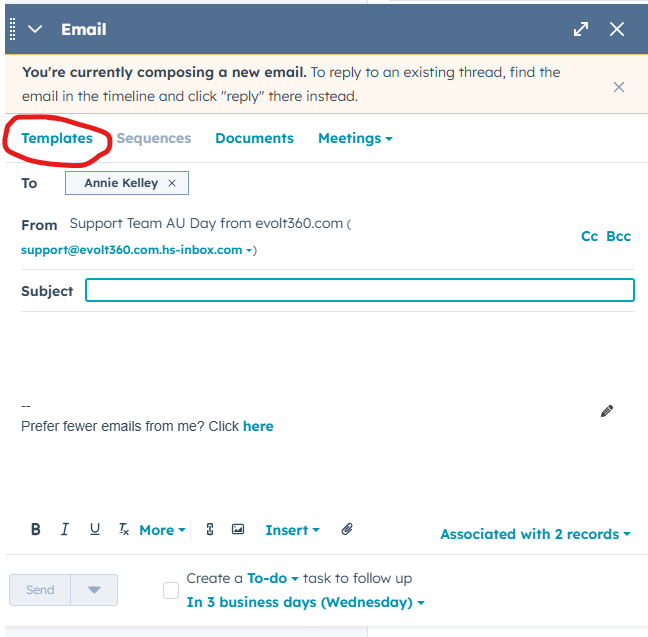 Email
You're currently composing a new email. To reply to an existing thread, find the
email in the timeline and click "reply" there instead.
Templates Sequences Documents Meetings
To Annie Kelley ×
From Support Team AU Day from evolt360.com (
support@evolt360.com.hs-inbox.com )
Cc Bcc
Subject
--
Prefer fewer emails from me? Click here
B I U Tx More Insert
Associated with 2 records
Send
Create a To-do task to follow up
In 3 business days (Wednesday)